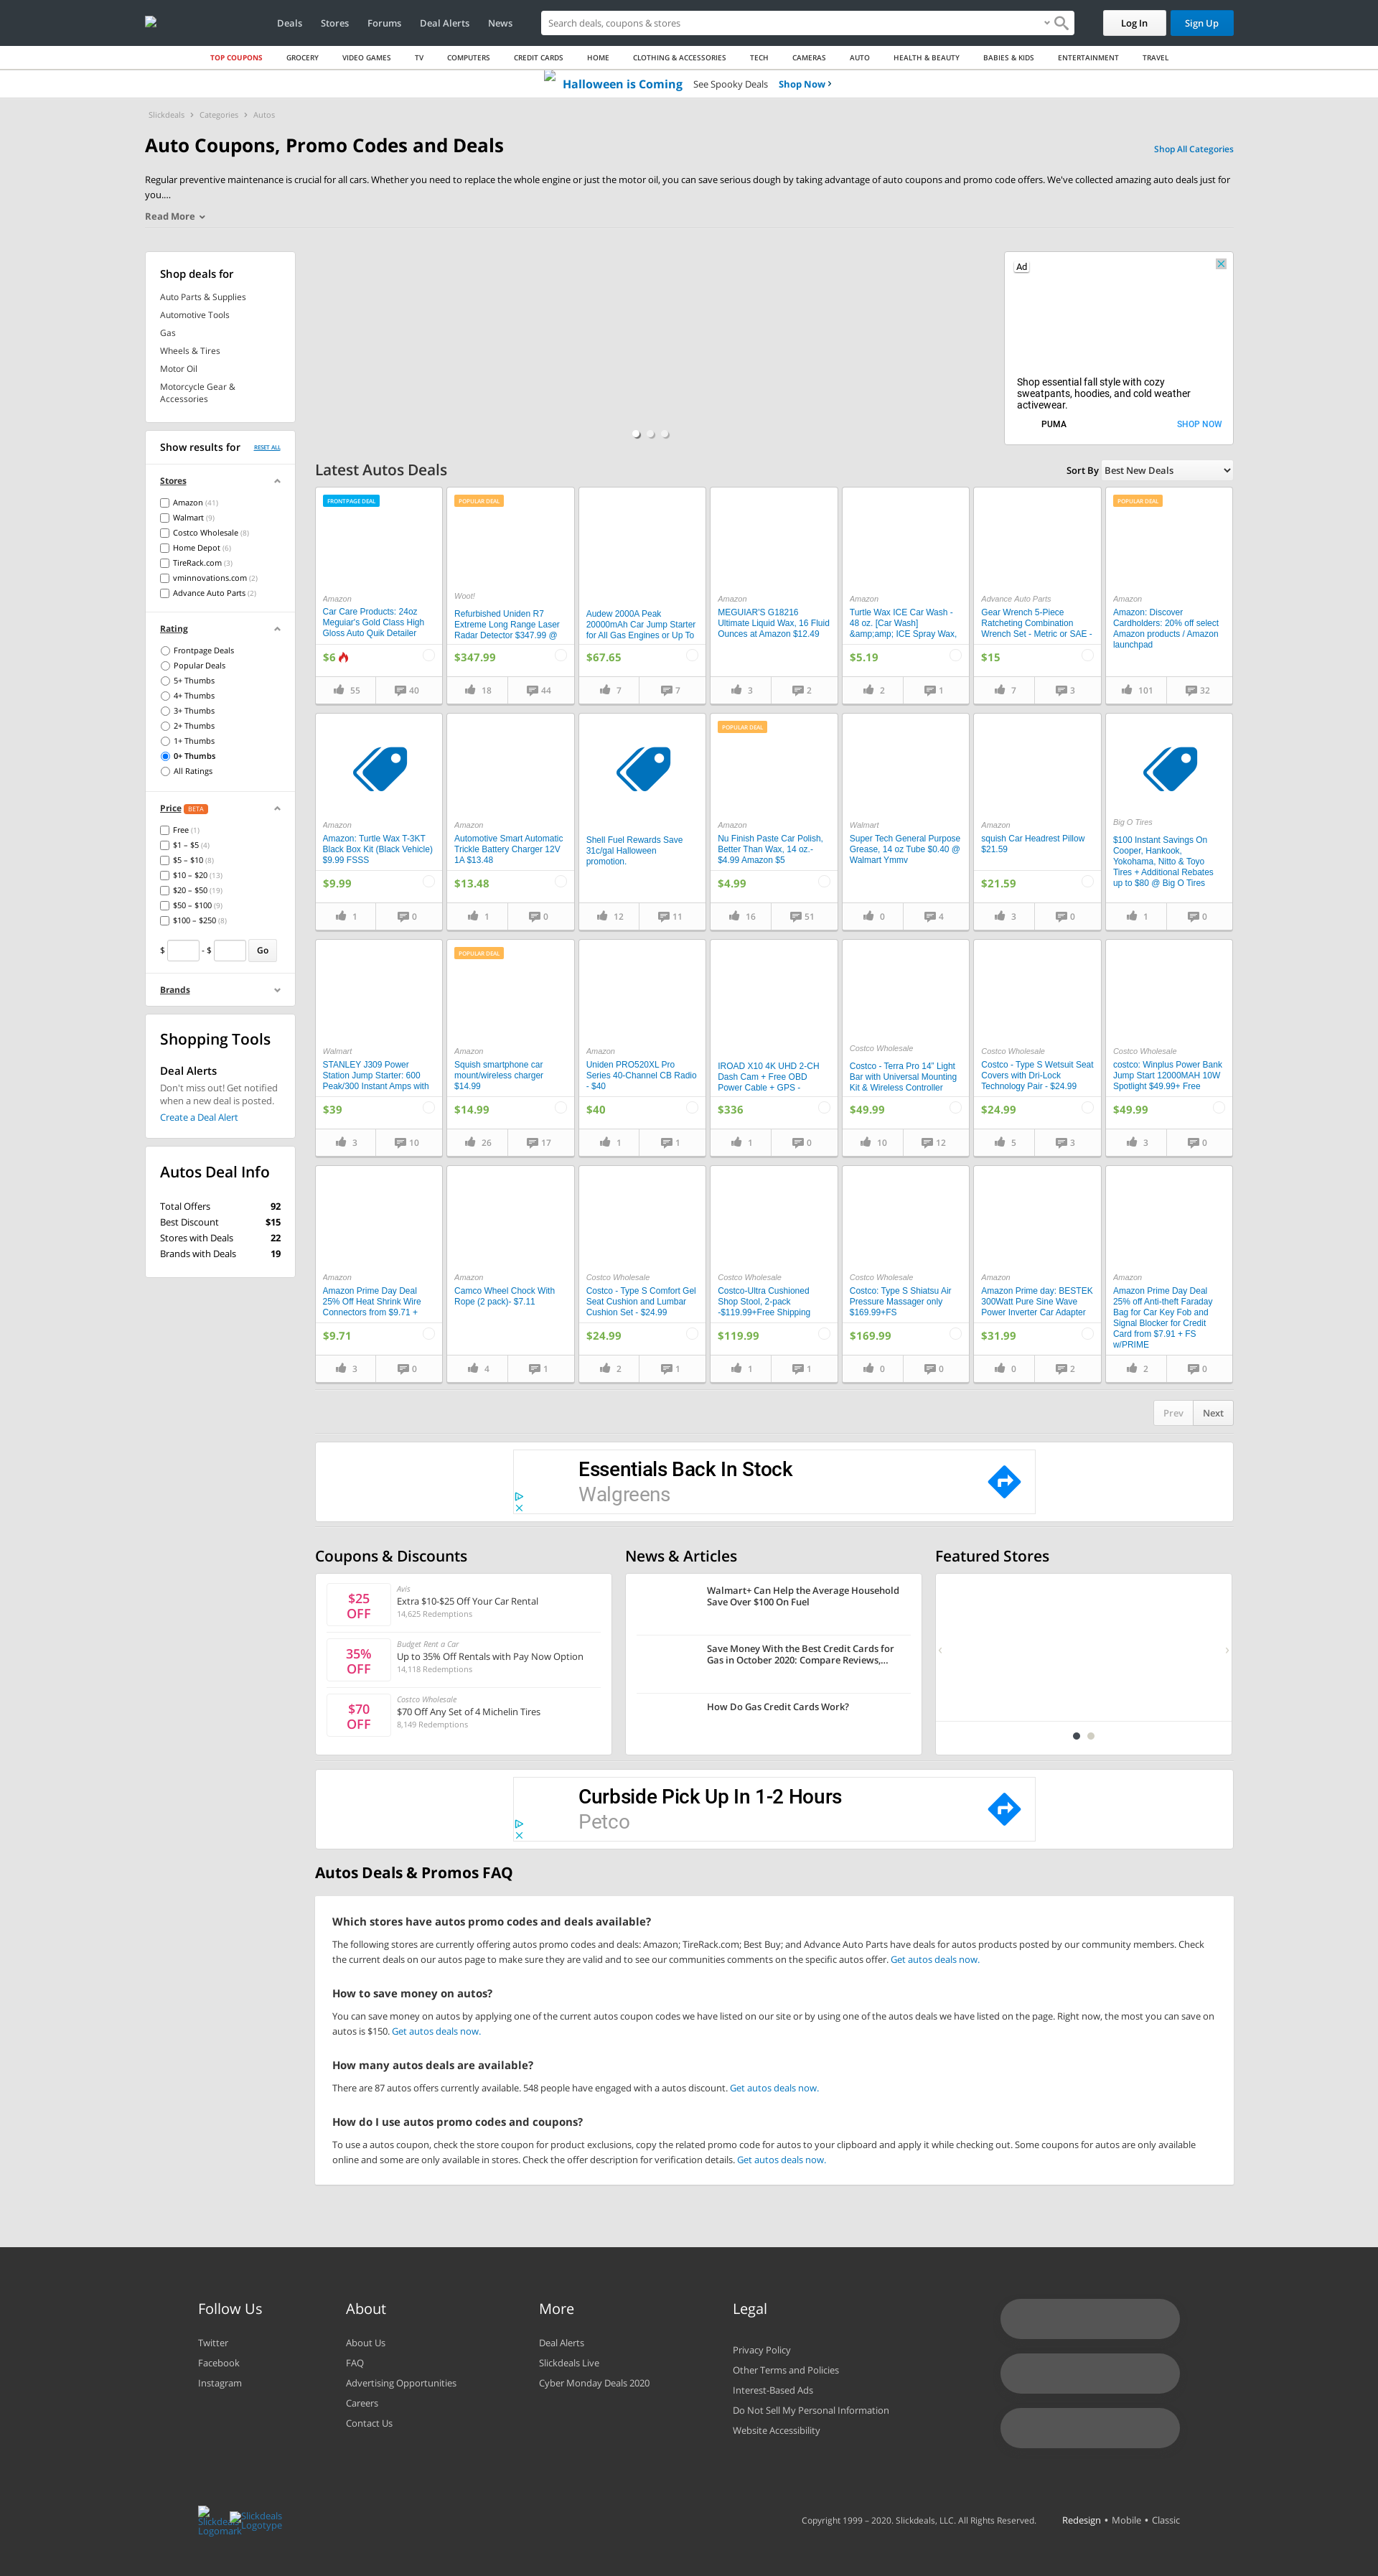 Deals Stores Forums Deal Alerts News
Search deals, coupons & stores
Log In
Sign Up
TOP COUPONS GROCERY VIDEO GAMES TV COMPUTERS CREDIT CARDS HOME CLOTHING & ACCESSORIES TECH CAMERAS AUTO HEALTH & BEAUTY BABIES & KIDS ENTERTAINMENT TRAVEL
Halloween is Coming See Spooky Deals Shop Now
Slickdeals Categories Autos
Auto Coupons, Promo Codes and Deals
Shop All Categories
Regular preventive maintenance is crucial for all cars. Whether you need to replace the whole engine or just the motor oil, you can save serious dough by taking advantage of auto coupons and promo code offers. We've collected amazing auto deals just for
you....
Read More
Shop deals for
Auto Parts & Supplies
Automotive Tools
Gas
Wheels & Tires
Motor Oil
Motorcycle Gear &
Accessories
Ad
Shop essential fall style with cozy
sweatpants, hoodies, and cold weather
activewear.
PUMA
SHOP NOW
Show results for RESET ALL
Stores
Amazon (41)
Walmart (9)
Costco Wholesale (8)
Home Depot (6)
TireRack.com (3)
vminnovations.com (2)
Advance Auto Parts (2)
Rating
Frontpage Deals
Popular Deals
5+ Thumbs
4+ Thumbs
3+ Thumbs
2+ Thumbs
1+ Thumbs
0+ Thumbs
All Ratings
Price BETA
Free (1)
$1 – $5 (4)
$5 – $10 (8)
$10 – $20 (13)
$20 – $50 (19)
$50 – $100 (9)
$100 – $250 (8)
$ - $ Go
Brands
Shopping Tools
Deal Alerts
Don't miss out! Get notified
when a new deal is posted.
Create a Deal Alert
Autos Deal Info
Total Offers 92
Best Discount $15
Stores with Deals 22
Brands with Deals 19
Latest Autos Deals
Sort By Best New Deals
FRONTPAGE DEAL
Amazon
Car Care Products: 24oz
Meguiar's Gold Class High
Gloss Auto Quik Detailer
$6
55 40
POPULAR DEAL
Woot!
Refurbished Uniden R7
Extreme Long Range Laser
Radar Detector $347.99 @
$347.99
18 44
Audew 2000A Peak
20000mAh Car Jump Starter
for All Gas Engines or Up To
$67.65
7 7
Amazon
MEGUIAR'S G18216
Ultimate Liquid Wax, 16 Fluid
Ounces at Amazon $12.49
3 2
Amazon
Turtle Wax ICE Car Wash -
48 oz. [Car Wash]
&amp;amp; ICE Spray Wax,
$5.19
2 1
Advance Auto Parts
Gear Wrench 5-Piece
Ratcheting Combination
Wrench Set - Metric or SAE -
$15
7 3
POPULAR DEAL
Amazon
Amazon: Discover
Cardholders: 20% off select
Amazon products / Amazon
launchpad
101 32
Amazon
Amazon: Turtle Wax T-3KT
Black Box Kit (Black Vehicle)
$9.99 FSSS
$9.99
1 0
Amazon
Automotive Smart Automatic
Trickle Battery Charger 12V
1A $13.48
$13.48
1 0
Shell Fuel Rewards Save
31c/gal Halloween
promotion.
12 11
POPULAR DEAL
Amazon
Nu Finish Paste Car Polish,
Better Than Wax, 14 oz.-
$4.99 Amazon $5
$4.99
16 51
Walmart
Super Tech General Purpose
Grease, 14 oz Tube $0.40 @
Walmart Ymmv
0 4
Amazon
squish Car Headrest Pillow
$21.59
$21.59
3 0
Big O Tires
$100 Instant Savings On
Cooper, Hankook,
Yokohama, Nitto & Toyo
Tires + Additional Rebates
up to $80 @ Big O Tires
1 0
Walmart
STANLEY J309 Power
Station Jump Starter: 600
Peak/300 Instant Amps with
$39
3 10
POPULAR DEAL
Amazon
Squish smartphone car
mount/wireless charger
$14.99
$14.99
26 17
Amazon
Uniden PRO520XL Pro
Series 40-Channel CB Radio
- $40
$40
1 1
IROAD X10 4K UHD 2-CH
Dash Cam + Free OBD
Power Cable + GPS -
$336
1 0
Costco Wholesale
Costco - Terra Pro 14" Light
Bar with Universal Mounting
Kit & Wireless Controller
$49.99
10 12
Costco Wholesale
Costco - Type S Wetsuit Seat
Covers with Dri-Lock
Technology Pair - $24.99
$24.99
5 3
Costco Wholesale
costco: Winplus Power Bank
Jump Start 12000MAH 10W
Spotlight $49.99+ Free
$49.99
3 0
Amazon
Amazon Prime Day Deal
25% Off Heat Shrink Wire
Connectors from $9.71 +
$9.71
3 0
Amazon
Camco Wheel Chock With
Rope (2 pack)- $7.11
4 1
Costco Wholesale
Costco - Type S Comfort Gel
Seat Cushion and Lumbar
Cushion Set - $24.99
$24.99
2 1
Costco Wholesale
Costco-Ultra Cushioned
Shop Stool, 2-pack
-$119.99+Free Shipping
$119.99
1 1
Costco Wholesale
Costco: Type S Shiatsu Air
Pressure Massager only
$169.99+FS
$169.99
0 0
Amazon
Amazon Prime day: BESTEK
300Watt Pure Sine Wave
Power Inverter Car Adapter
$31.99
0 2
Amazon
Amazon Prime Day Deal
25% off Anti-theft Faraday
Bag for Car Key Fob and
Signal Blocker for Credit
Card from $7.91 + FS
w/PRIME
2 0
Prev Next
Essentials Back In Stock
Walgreens
Coupons & Discounts
$25
OFF
Avis
Extra $10-$25 Off Your Car Rental
14,625 Redemptions
35%
OFF
Budget Rent a Car
Up to 35% Off Rentals with Pay Now Option
14,118 Redemptions
$70
OFF
Costco Wholesale
$70 Off Any Set of 4 Michelin Tires
8,149 Redemptions
News & Articles
Walmart+ Can Help the Average Household
Save Over $100 On Fuel
Save Money With the Best Credit Cards for
Gas in October 2020: Compare Reviews,...
How Do Gas Credit Cards Work?
Featured Stores
Curbside Pick Up In 1-2 Hours
Petco
Autos Deals & Promos FAQ
Which stores have autos promo codes and deals available?
The following stores are currently offering autos promo codes and deals: Amazon; TireRack.com; Best Buy; and Advance Auto Parts have deals for autos products posted by our community members. Check
the current deals on our autos page to make sure they are valid and to see our communities comments on the specific autos offer. Get autos deals now.
How to save money on autos?
You can save money on autos by applying one of the current autos coupon codes we have listed on our site or by using one of the autos deals we have listed on the page. Right now, the most you can save on
autos is $150. Get autos deals now.
How many autos deals are available?
There are 87 autos offers currently available. 548 people have engaged with a autos discount. Get autos deals now.
How do I use autos promo codes and coupons?
To use a autos coupon, check the store coupon for product exclusions, copy the related promo code for autos to your clipboard and apply it while checking out. Some coupons for autos are only available
online and some are only available in stores. Check the offer description for verification details. Get autos deals now.
Follow Us
Twitter
Facebook
Instagram
About
About Us
FAQ
Advertising Opportunities
Careers
Contact Us
More
Deal Alerts
Slickdeals Live
Cyber Monday Deals 2020
Legal
Privacy Policy
Other Terms and Policies
Interest-Based Ads
Do Not Sell My Personal Information
Website Accessibility
Slickdeals
Logomark
Slickdeals
Logotype
Copyright 1999 – 2020. Slickdeals, LLC. All Rights Reserved.
Redesign • Mobile • Classic